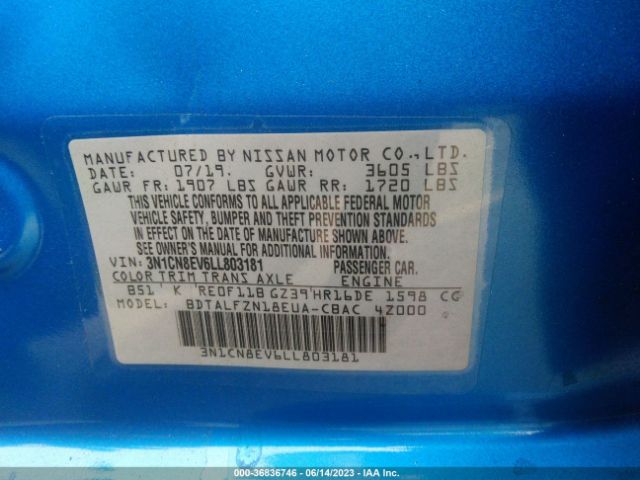 MANUFACTURED BY NISSAN MOTOR CO., LTD.
DATE: 07/19. GVWR: 3605 LBS
GAWR FR: 1907 LBS GAWR RR: 1720 LBS
THIS VEHICLE CONFORMS TO ALL APPLICABLE FEDERAL MOTOR
VEHICLE SAFETY, BUMPER AND THEFT PREVENTION STANDARDS
IN EFFECT ON THE DATE OF MANUFACTURE SHOWN ABOVE.
SEE OWNER'S MANUAL FOR ADDITIONAL INFORMATION.
VIN: 3N1CN8EV6LL803181 PASSENGER CAR.
COLOR TRIM TRANS AXLE ENGINE
B51 K RE0F11B GZ39 HR16DE 1598 CC
MODEL: BDTALFZN18EUA-CBAC 4Z000
3N1CN8EV6LL803181
000-36836746 - 06/14/2023 - IAA Inc.